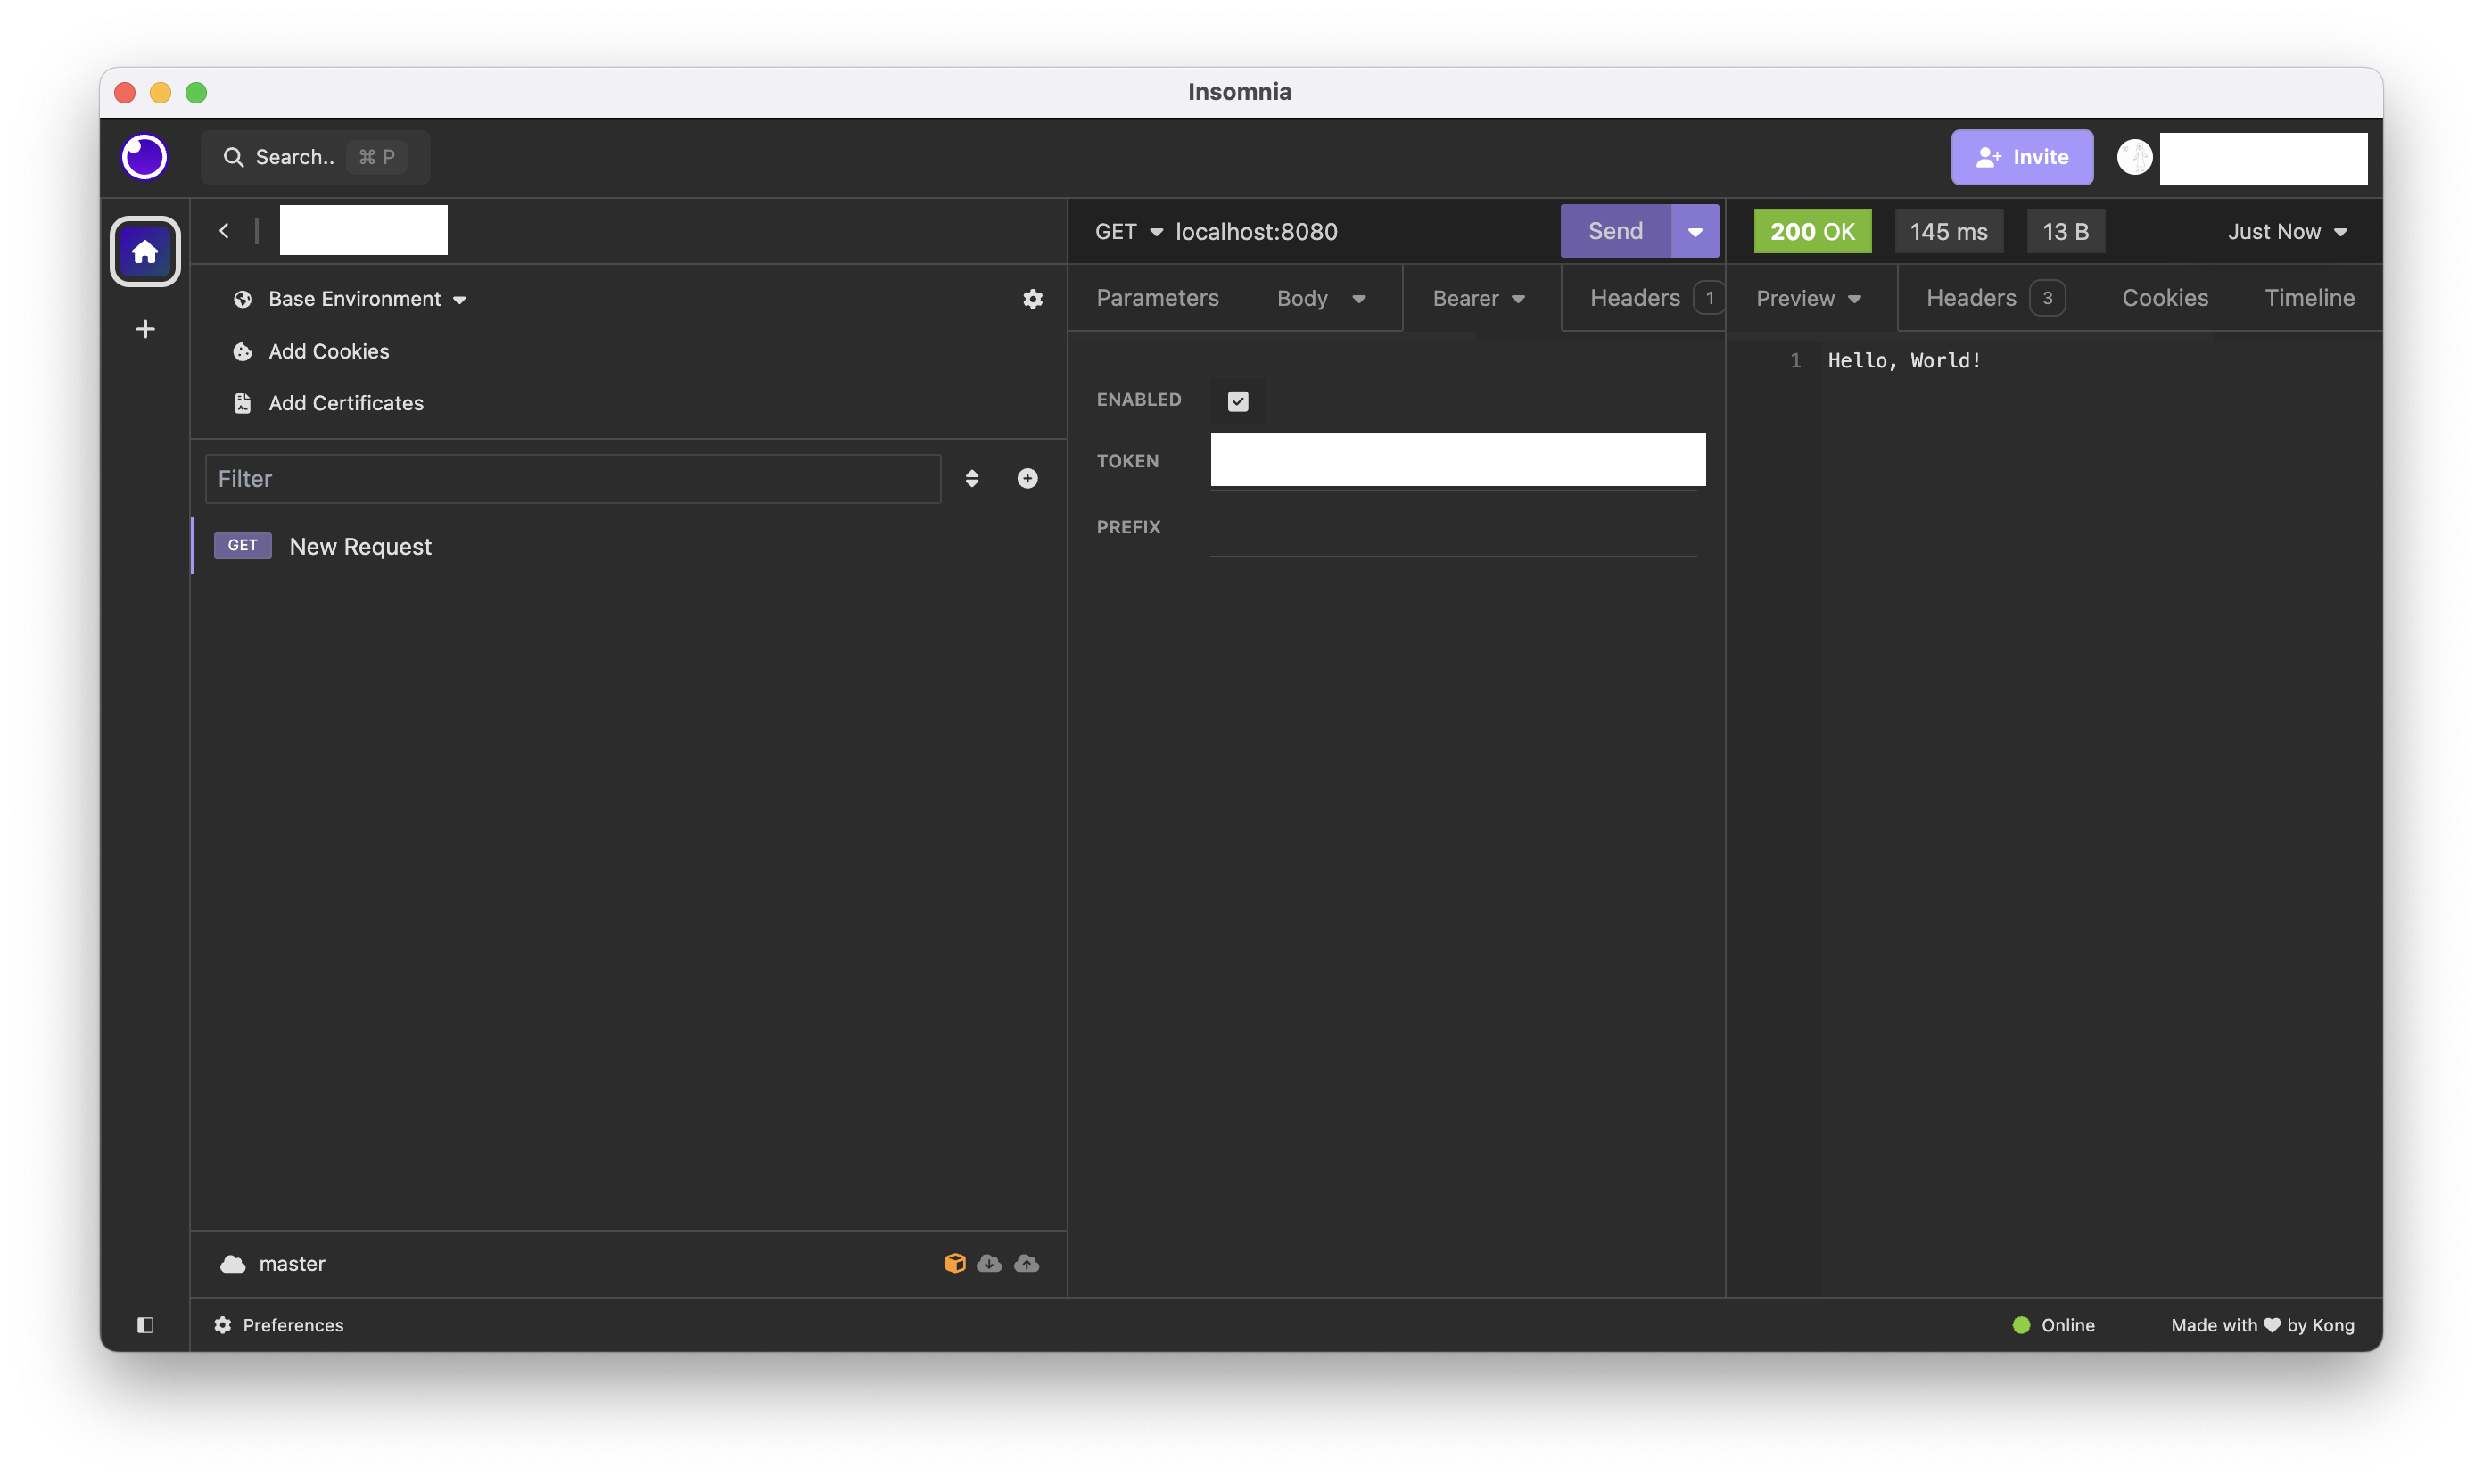 Insomnia
Search.. ⌘ P
Invite
GET localhost:8080
Send
200 OK 145 ms 13 B
Just Now
Base Environment
Add Cookies
Add Certificates
Parameters Body Bearer Headers 1
Preview Headers 3 Cookies Timeline
Filter
GET New Request
ENABLED
TOKEN
PREFIX
1 Hello, World!
master
Preferences
Online
Made with ♥ by Kong